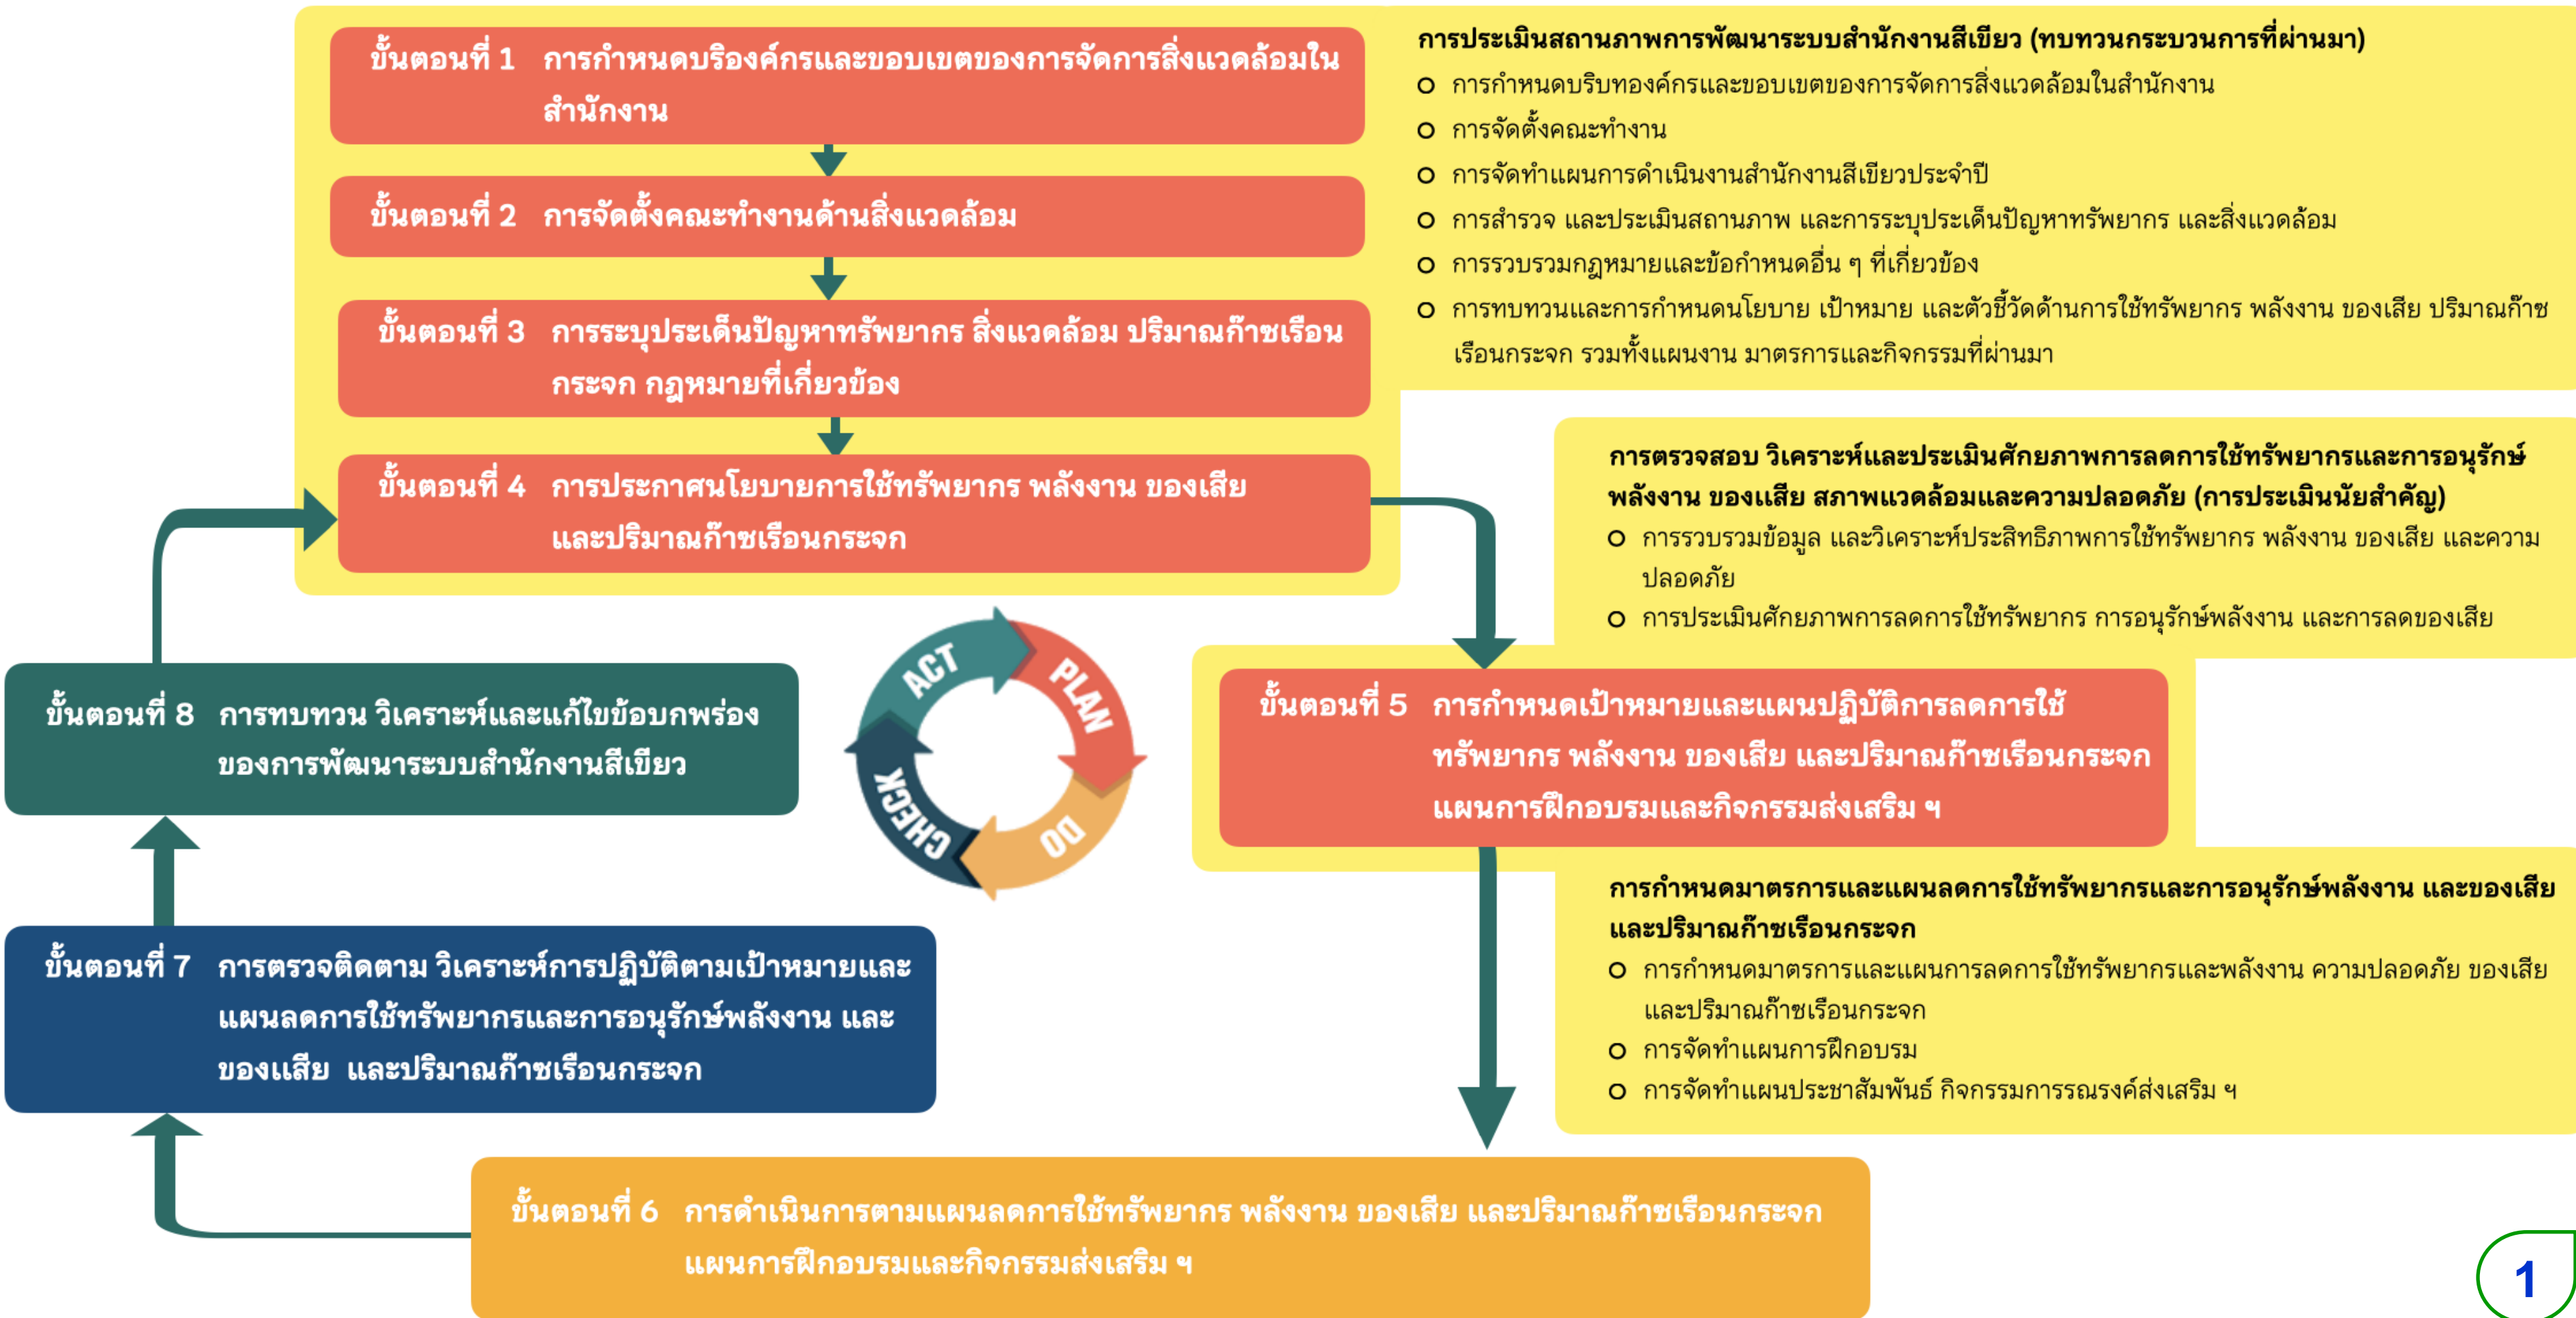 ขั้นตอนที่ 1 การกำหนดบริองค์กรและขอบเขตของการจัดการสิ่งแวดล้อมใน
สำนักงาน
ขั้นตอนที่ 2 การจัดตั้งคณะทำงานด้านสิ่งแวดล้อม
ขั้นตอนที่ 3 การระบุประเด็นปัญหาทรัพยากร สิ่งแวดล้อม ปริมาณก๊าซเรือน
กระจก กฎหมายที่เกี่ยวข้อง
ขั้นตอนที่ 4 การประกาศนโยบายการใช้ทรัพยากร พลังงาน ของเสีย
และปริมาณก๊าซเรือนกระจก
การประเมินสถานภาพการพัฒนาระบบสำนักงานสีเขียว (ทบทวนกระบวนการที่ผ่านมา)
การกำหนดบริบทองค์กรและขอบเขตของการจัดการสิ่งแวดล้อมในสำนักงาน
การจัดตั้งคณะทำงาน
การจัดทำแผนการดำเนินงานสำนักงานสีเขียวประจำปี
การสำรวจ และประเมินสถานภาพ และการระบุประเด็นปัญหาทรัพยากร และสิ่งแวดล้อม
การรวบรวมกฎหมายและข้อกำหนดอื่น ๆ ที่เกี่ยวข้อง
การทบทวนและการกำหนดนโยบาย เป้าหมาย และตัวชี้วัดด้านการใช้ทรัพยากร พลังงาน ของเสีย ปริมาณก๊าซ
เรือนกระจก รวมทั้งแผนงาน มาตรการและกิจกรรมที่ผ่านมา
การตรวจสอบ วิเคราะห์และประเมินศักยภาพการลดการใช้ทรัพยากรและการอนุรักษ์
พลังงาน ของเเสีย สภาพแวดล้อมและความปลอดภัย (การประเมินนัยสำคัญ)
การรวบรวมข้อมูล และวิเคราะห์ประสิทธิภาพการใช้ทรัพยากร พลังงาน ของเสีย และความ
ปลอดภัย
การประเมินศักยภาพการลดการใช้ทรัพยากร การอนุรักษ์พลังงาน และการลดของเสีย
ขั้นตอนที่ 5 การกำหนดเป้าหมายและแผนปฏิบัติการลดการใช้
ทรัพยากร พลังงาน ของเสีย และปริมาณก๊าซเรือนกระจก
แผนการฝึกอบรมและกิจกรรมส่งเสริม ฯ
การกำหนดมาตรการและแผนลดการใช้ทรัพยากรและการอนุรักษ์พลังงาน และของเสีย
และปริมาณก๊าซเรือนกระจก
การกำหนดมาตรการและแผนการลดการใช้ทรัพยากรและพลังงาน ความปลอดภัย ของเสีย
และปริมาณก๊าซเรือนกระจก
การจัดทำแผนการฝึกอบรม
การจัดทำแผนประชาสัมพันธ์ กิจกรรมการรณรงค์ส่งเสริม ฯ
ACT
PLAN
DO
CHECK
ขั้นตอนที่ 8 การทบทวน วิเคราะห์และแก้ไขข้อบกพร่อง
ของการพัฒนาระบบสำนักงานสีเขียว
ขั้นตอนที่ 7 การตรวจติดตาม วิเคราะห์การปฏิบัติตามเป้าหมายและ
แผนลดการใช้ทรัพยากรและการอนุรักษ์พลังงาน และ
ของเเสีย และปริมาณก๊าซเรือนกระจก
ขั้นตอนที่ 6 การดำเนินการตามแผนลดการใช้ทรัพยากร พลังงาน ของเสีย และปริมาณก๊าซเรือนกระจก
แผนการฝึกอบรมและกิจกรรมส่งเสริม ฯ
1